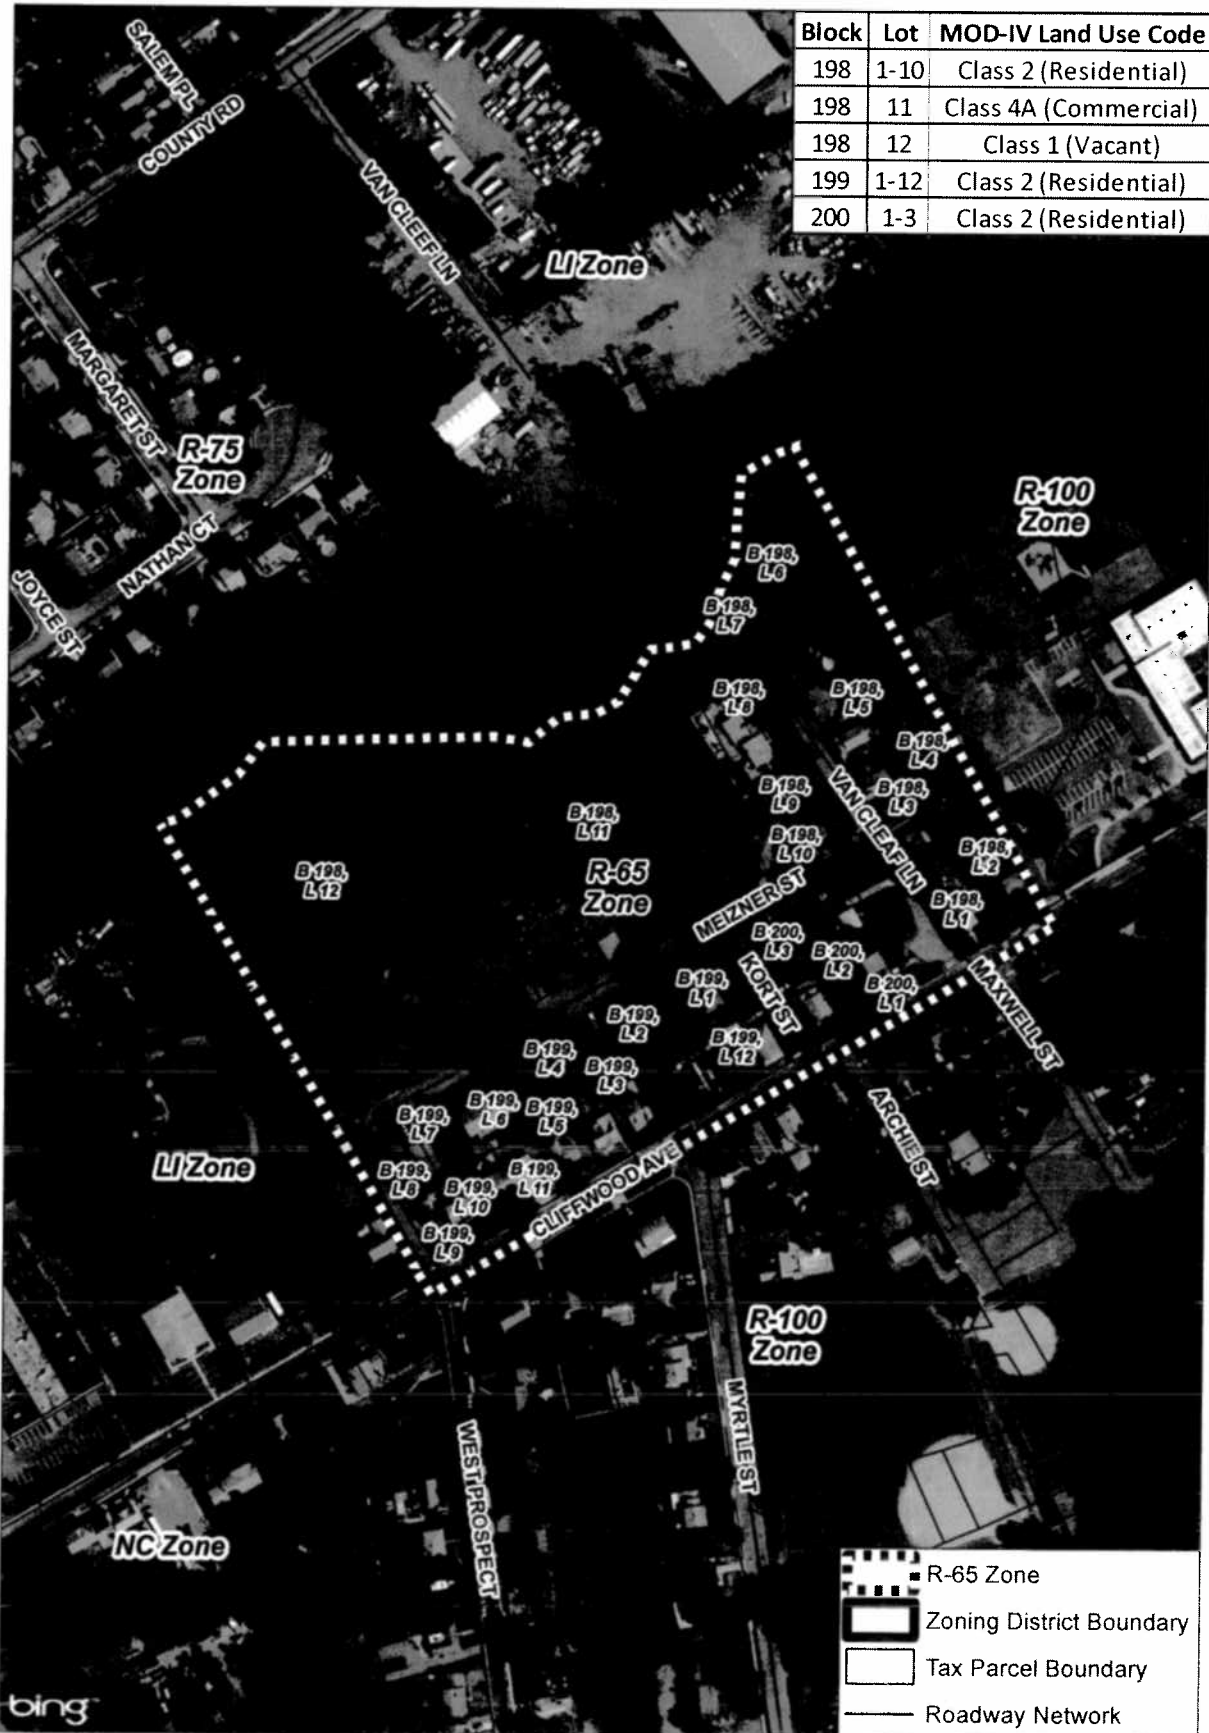 Block Lot MOD-IV Land Use Code
198 1-10 Class 2 (Residential)
198 11 Class 4A (Commercial)
198 12 Class 1 (Vacant)
199 1-12 Class 2 (Residential)
200 1-3 Class 2 (Residential)
SALEM PL
COUNTY RD
VAN CLEEF LN
LI Zone
MARGARET ST
R-75
Zone
NATHAN CT
JOYCE ST
R-100
Zone
B 198,
L 6
B 198,
L 7
B 198,
L 8
B 198,
L 5
B 198,
L 4
B 198,
L 9
B 198,
L 3
VAN CLEAF LN
B 198,
L 11
B 198,
L 10
B 198,
L 2
B 198,
L 12
R-65
Zone
MEIZNER ST
B 198,
L 1
B 200,
L 3
B 200,
L 2
B 200,
L 1
KORT ST
MAXWELL ST
B 199,
L 1
B 199,
L 2
B 199,
L 12
B 199,
L 4
B 199,
L 3
B 199,
L 6
B 199,
L 5
B 199,
L 7
ARCHIE ST
LI Zone
B 199,
L 8
B 199,
L 10
B 199,
L 11
CLIFFWOOD AVE
B 199,
L 9
R-100
Zone
MYRTLE ST
WEST PROSPECT
NC Zone
R-65 Zone
Zoning District Boundary
Tax Parcel Boundary
Roadway Network
bing